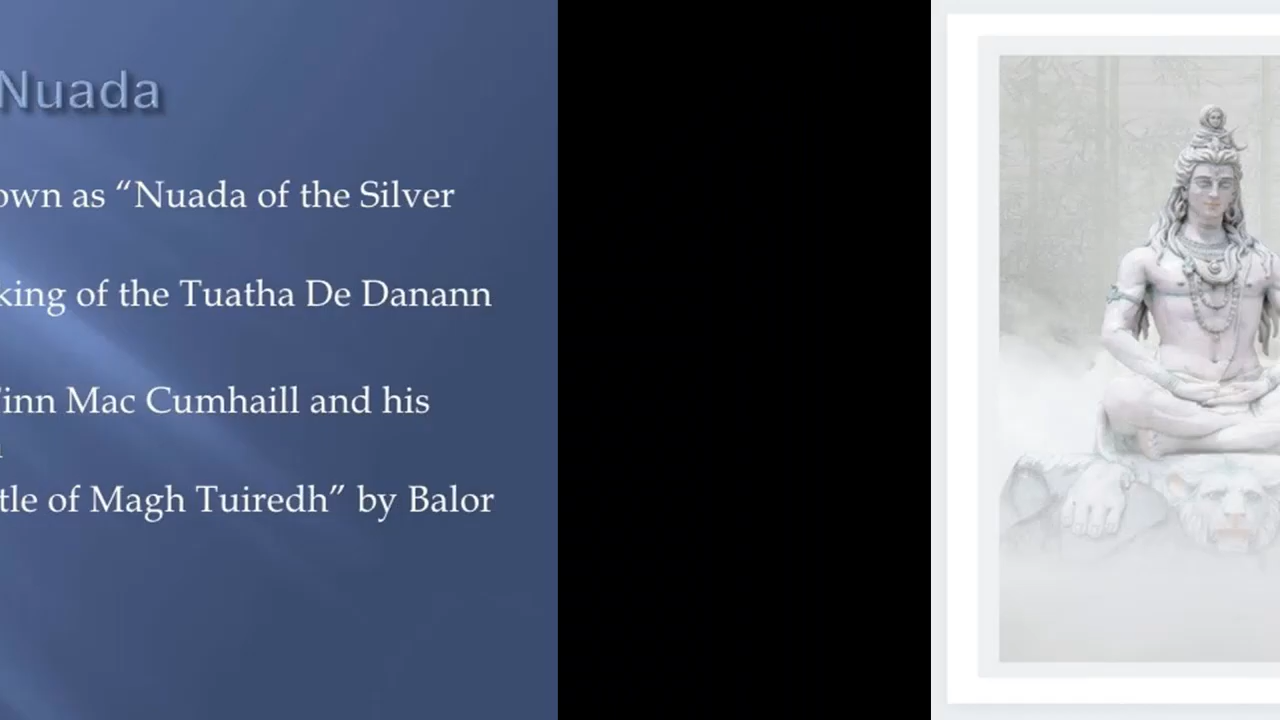 Nuada
own as “Nuada of the Silver
king of the Tuatha De Danann
inn Mac Cumhaill and his
tle of Magh Tuiredh” by Balor